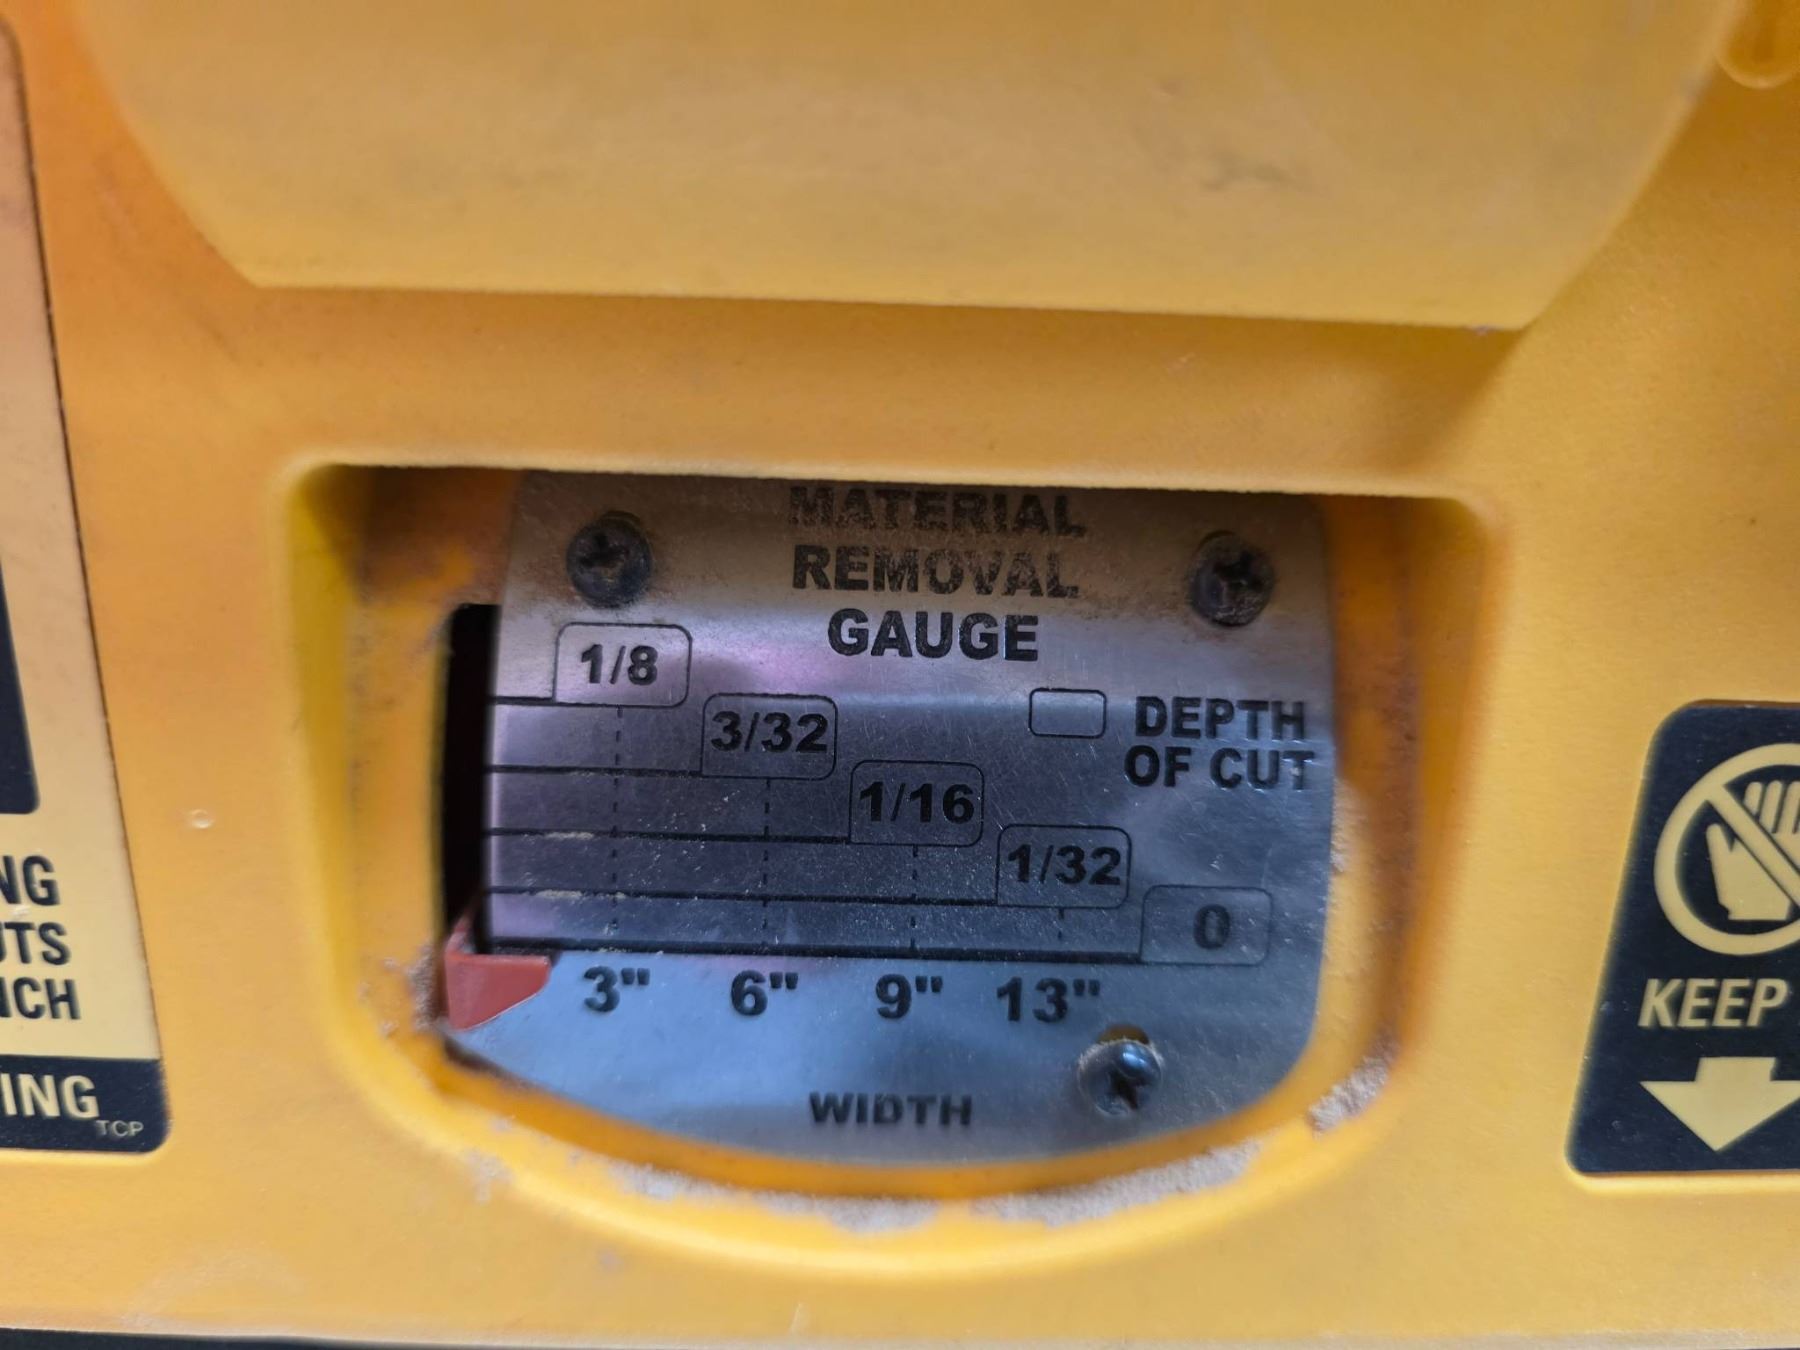 MATERIAL
REMOVAL
GAUGE
1/8
3/32
DEPTH
OF CUT
1/16
1/32
0
3" 6" 9" 13"
WIDTH
NG
UTS
NCH
ING
TCP
KEEP